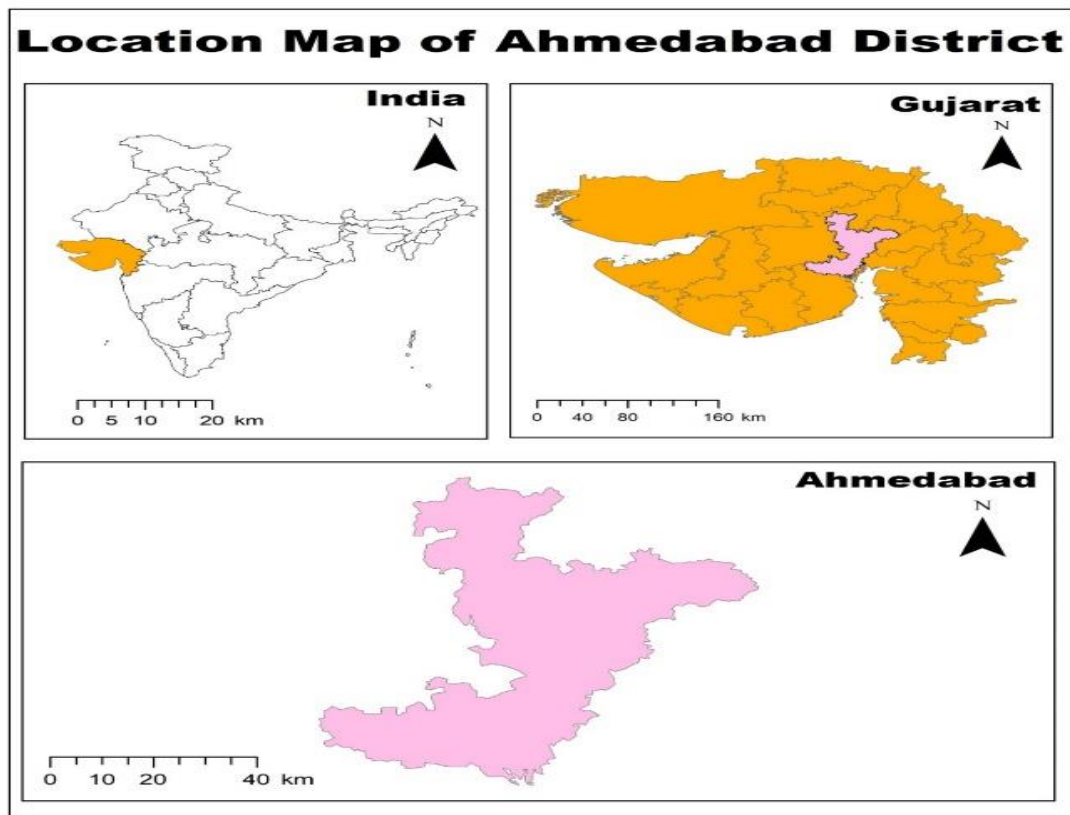 Location Map of Ahmedabad District
India
N
0 5 10 20 km
Gujarat
N
0 40 80 160 km
Ahmedabad
N
0 10 20 40 km